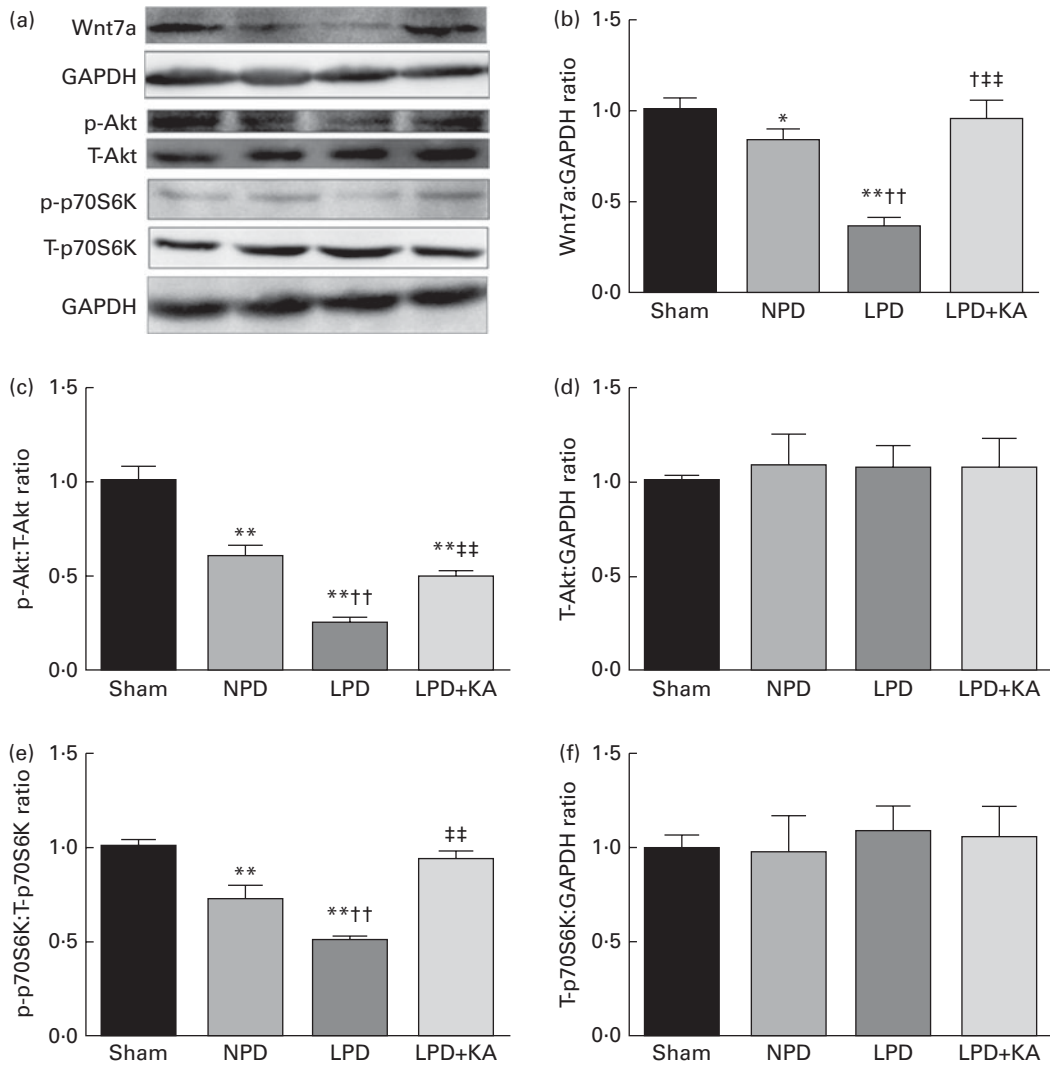 (a)
Wnt7a
GAPDH
p-Akt
T-Akt
p-p70S6K
T-p70S6K
GAPDH
(b)
Wnt7a:GAPDH ratio
1·5
1·0
0·5
0·0
*
**††
†‡‡
Sham NPD LPD LPD+KA
(c)
p-Akt:T-Akt ratio
1·5
1·0
0·5
0·0
**
**††
**‡‡
Sham NPD LPD LPD+KA
(d)
T-Akt:GAPDH ratio
1·5
1·0
0·5
0·0
Sham NPD LPD LPD+KA
(e)
p-p70S6K:T-p70S6K ratio
1·5
1·0
0·5
0·0
**
**††
‡‡
Sham NPD LPD LPD+KA
(f)
T-p70S6K:GAPDH ratio
1·5
1·0
0·5
0·0
Sham NPD LPD LPD+KA